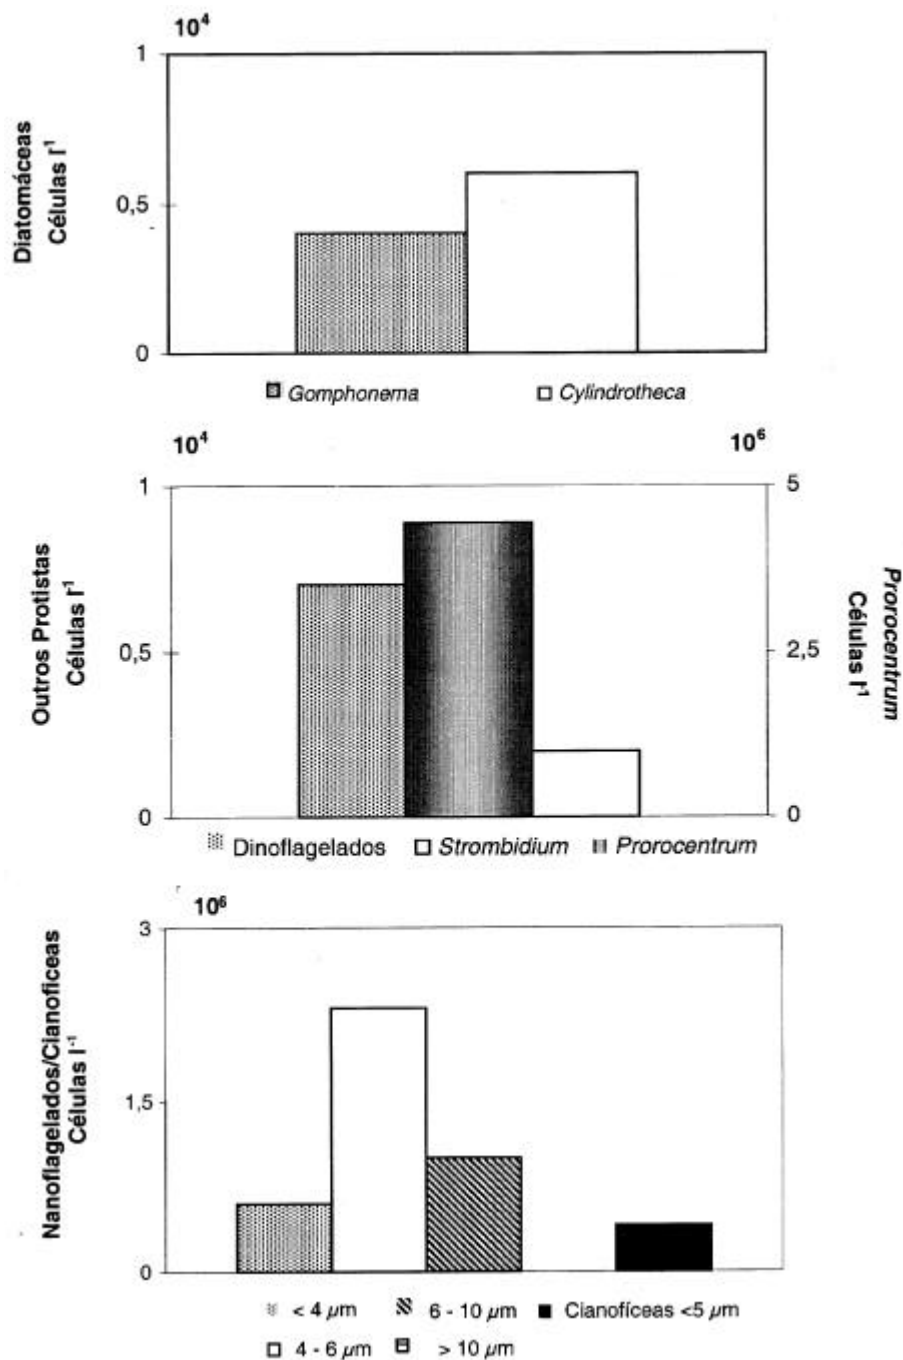 10⁴
1
Diatomáceas
Células l⁻¹
0,5
0
Gomphonema Cylindrotheca
10⁴ 10⁶
1 5
Outros Protistas
Células l⁻¹
Prorocentrum
Células l⁻¹
0,5 2,5
0 0
Dinoflagelados Strombidium Prorocentrum
10⁶
3
Nanoflagelados/Cianofíceas
Células l⁻¹
1,5
0
< 4 µm 6 - 10 µm Cianofíceas <5 µm
4 - 6 µm > 10 µm